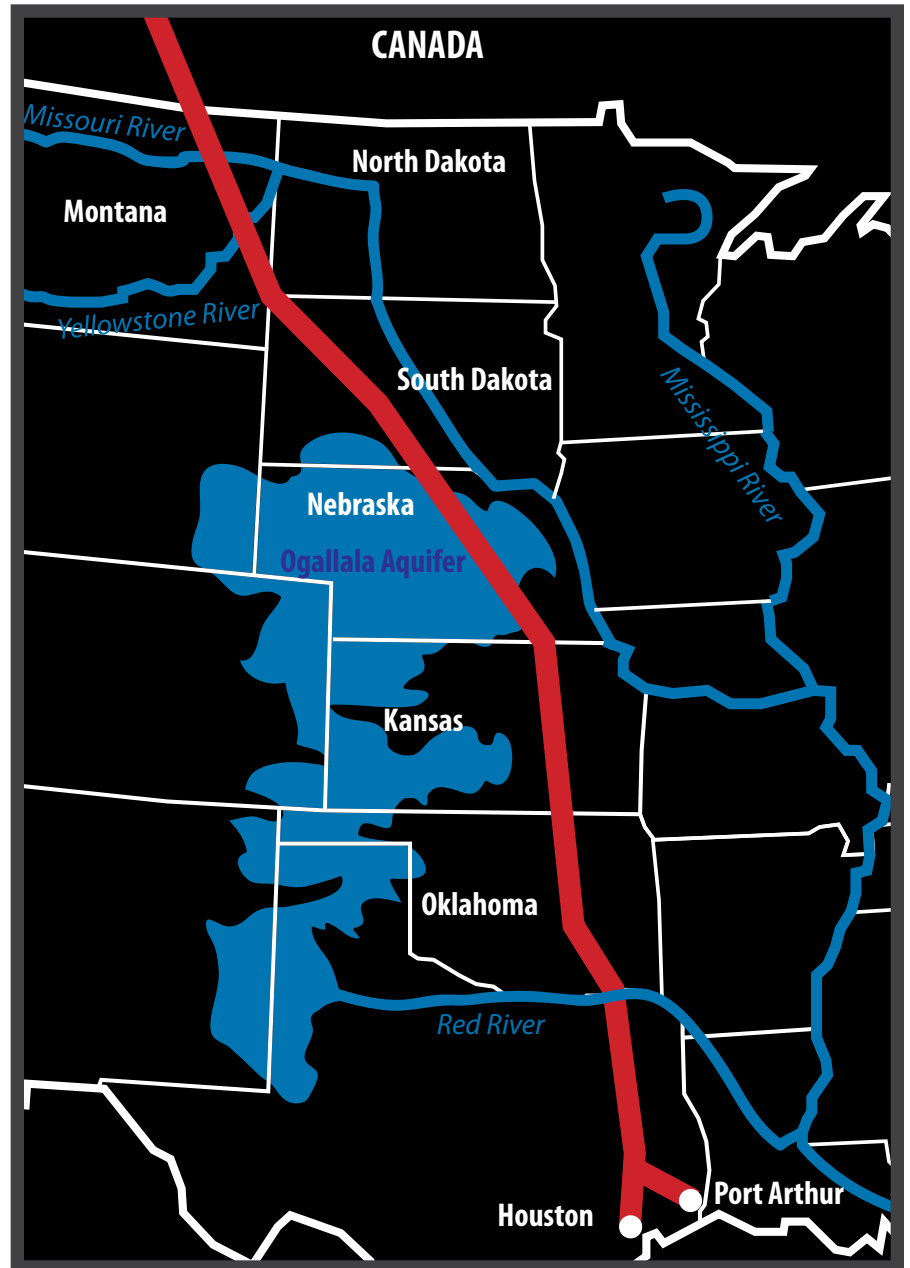 CANADA
Missouri River
North Dakota
Montana
Yellowstone River
South Dakota
Mississippi River
Nebraska
Ogallala Aquifer
Kansas
Oklahoma
Red River
Port Arthur
Houston